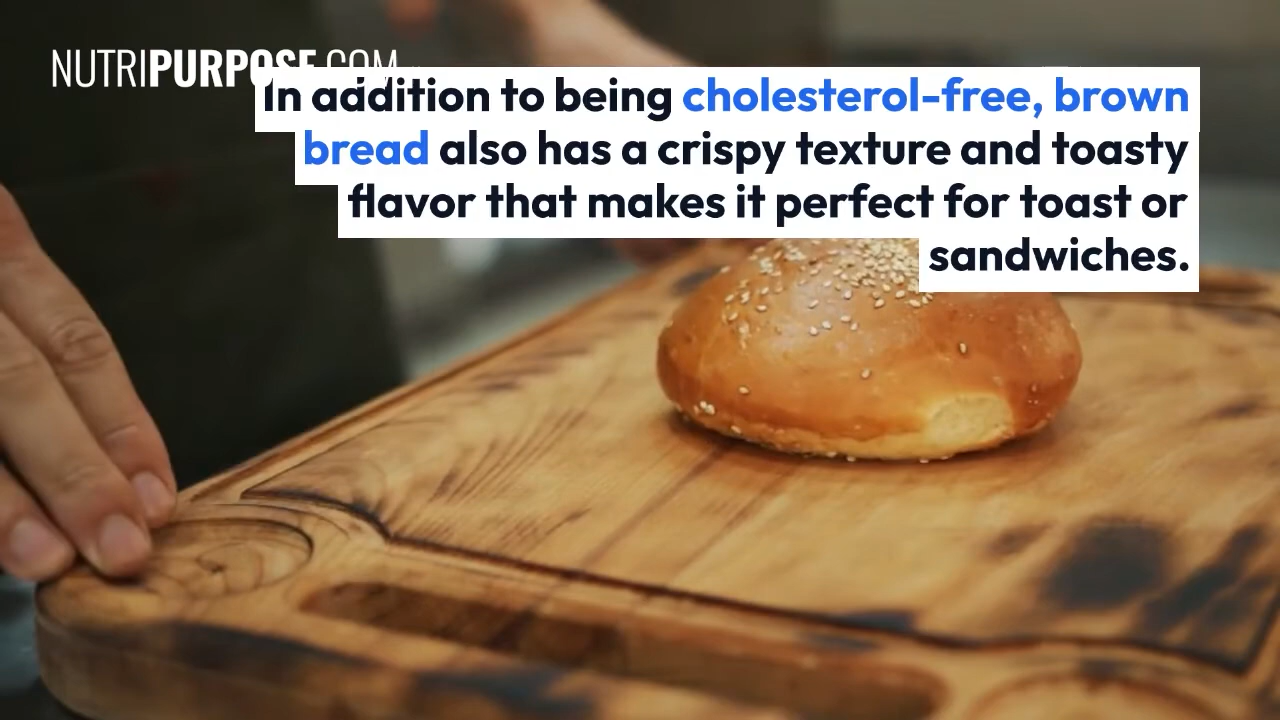 NUTRIPURPOSE.COM
In addition to being cholesterol-free, brown
bread also has a crispy texture and toasty
flavor that makes it perfect for toast or
sandwiches.